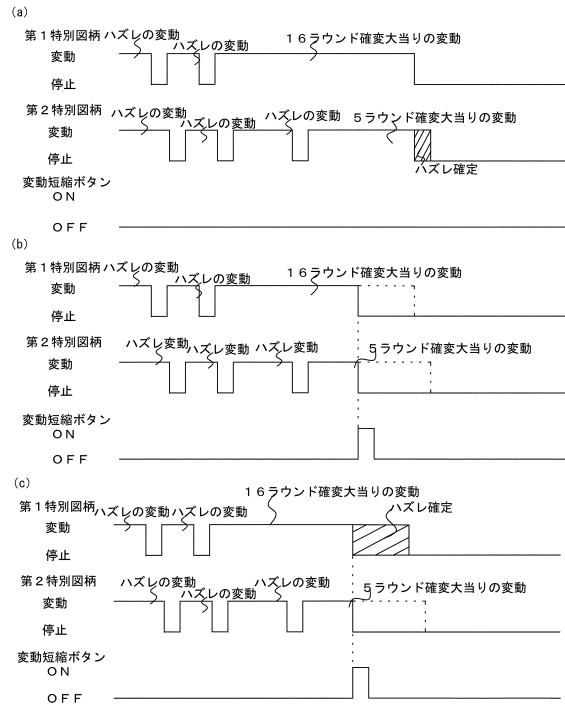 (a)
第１特別図柄
ハズレの変動
ハズレの変動
１６ラウンド確変大当りの変動
変動
停止
第２特別図柄
ハズレの変動
ハズレの変動
ハズレの変動
５ラウンド確変大当りの変動
変動
停止
ハズレ確定
変動短縮ボタン
ＯＮ
ＯＦＦ
(b)
第１特別図柄
ハズレの変動
ハズレの変動
１６ラウンド確変大当りの変動
変動
停止
第２特別図柄
ハズレ変動
ハズレ変動
ハズレ変動
５ラウンド確変大当りの変動
変動
停止
変動短縮ボタン
ＯＮ
ＯＦＦ
(c)
１６ラウンド確変大当りの変動
第１特別図柄
ハズレの変動
ハズレの変動
ハズレ確定
変動
停止
第２特別図柄
ハズレの変動
ハズレの変動
ハズレの変動
５ラウンド確変大当りの変動
変動
停止
変動短縮ボタン
ＯＮ
ＯＦＦ